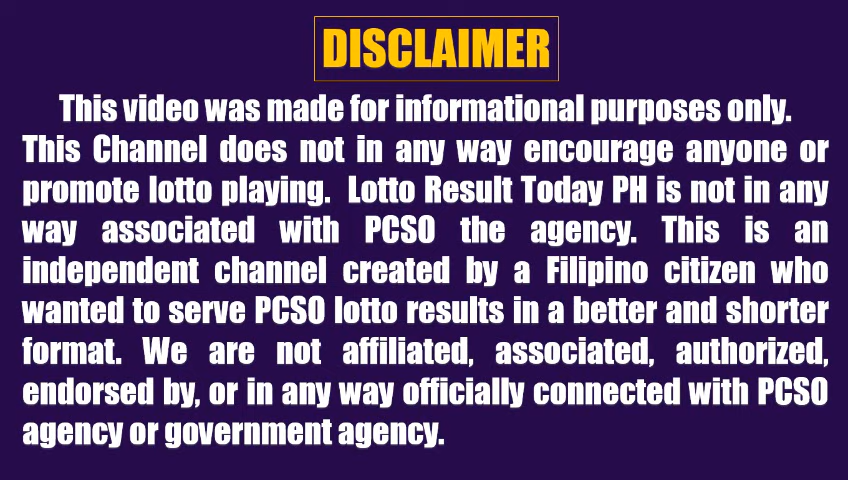 DISCLAIMER
This video was made for informational purposes only.
This Channel does not in any way encourage anyone or
promote lotto playing. Lotto Result Today PH is not in any
way associated with PCSO the agency. This is an
independent channel created by a Filipino citizen who
wanted to serve PCSO lotto results in a better and shorter
format. We are not affiliated, associated, authorized,
endorsed by, or in any way officially connected with PCSO
agency or government agency.